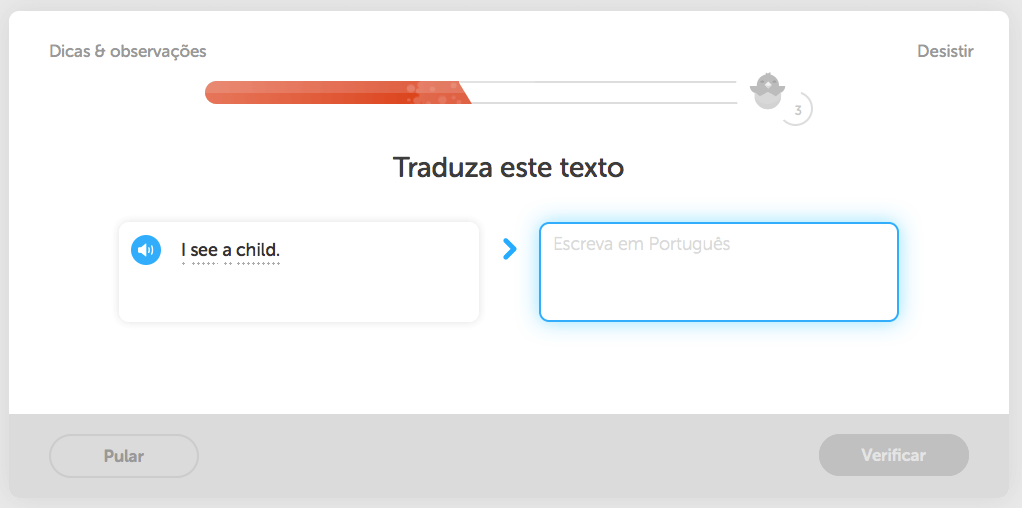 Dicas & observações
Desistir
3
Traduza este texto
I see a child.
Escreva em Português
Pular
Verificar